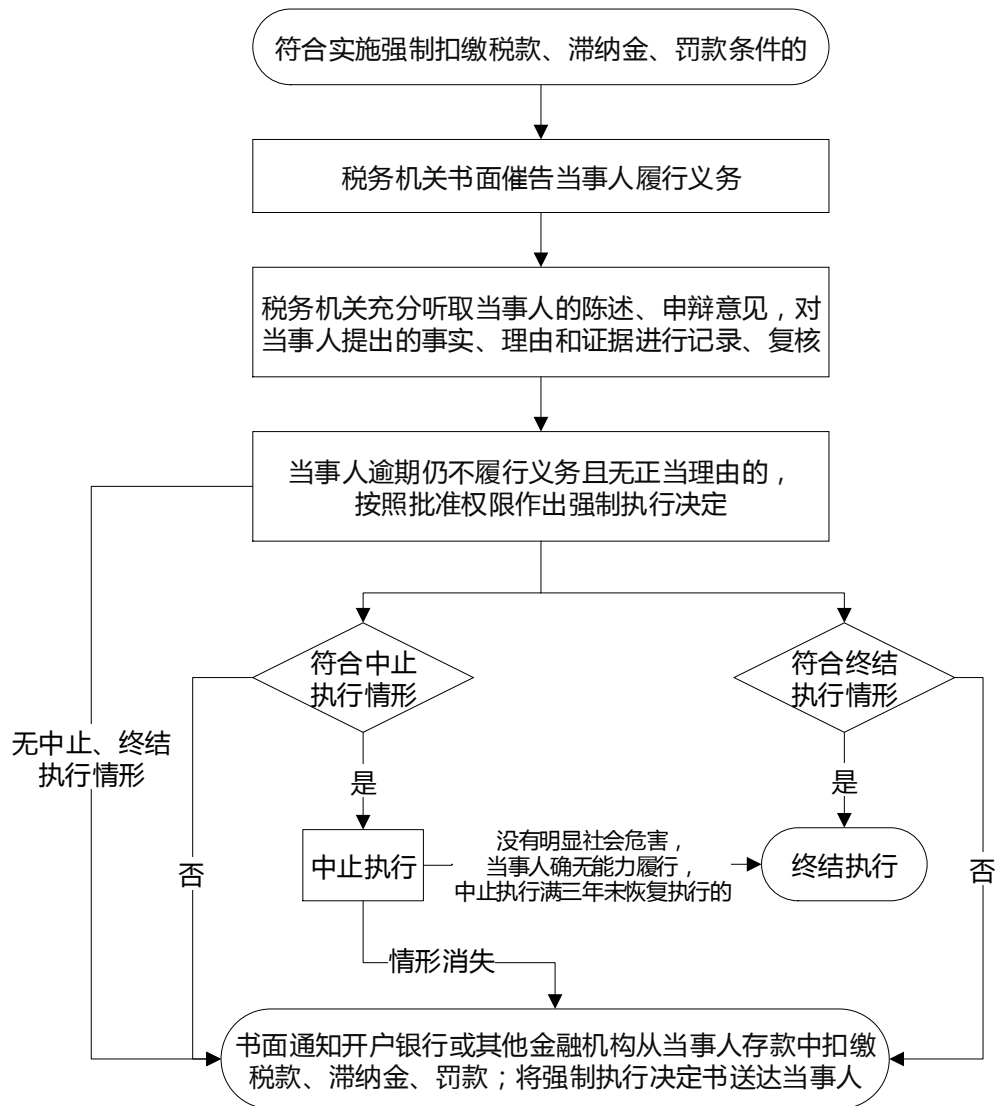 符合实施强制扣缴税款、滞纳金、罚款条件的
税务机关书面催告当事人履行义务
税务机关充分听取当事人的陈述、申辩意见，对
当事人提出的事实、理由和证据进行记录、复核
当事人逾期仍不履行义务且无正当理由的，
按照批准权限作出强制执行决定
符合中止
执行情形
符合终结
执行情形
无中止、终结
执行情形
是
是
否
中止执行
没有明显社会危害，
当事人确无能力履行，
中止执行满三年未恢复执行的
终结执行
否
情形消失
书面通知开户银行或其他金融机构从当事人存款中扣缴
税款、滞纳金、罚款；将强制执行决定书送达当事人